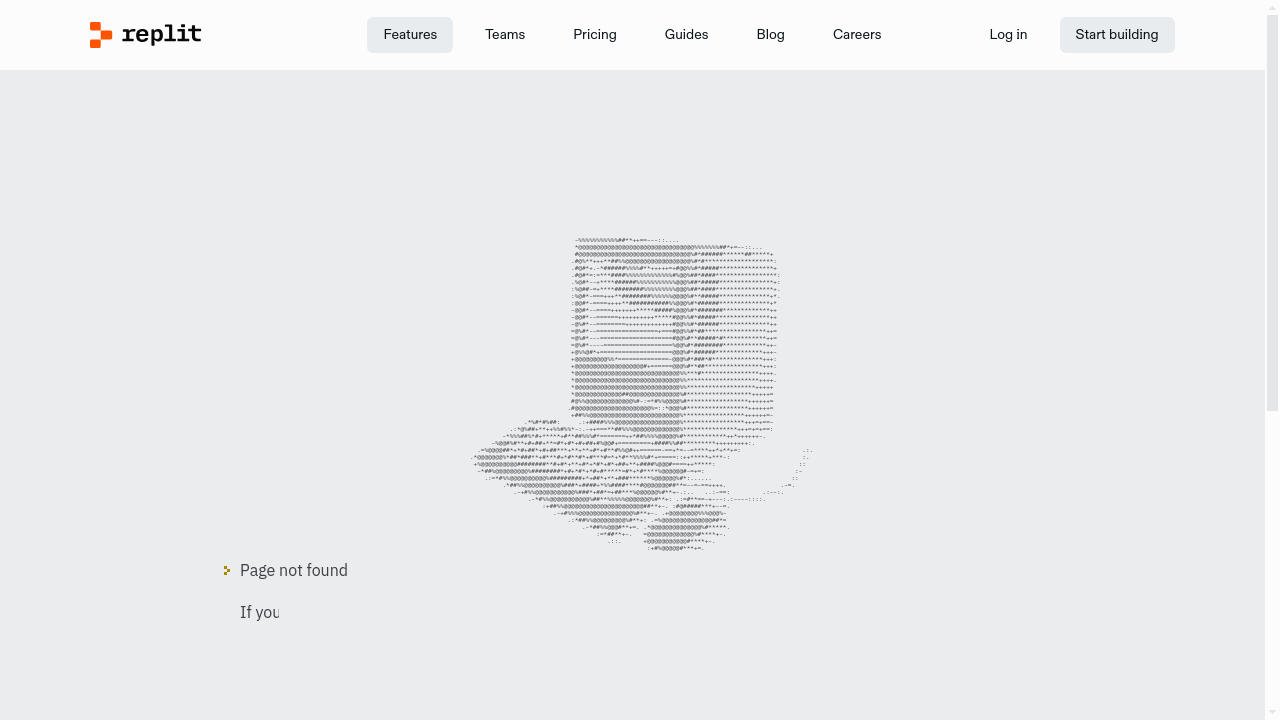 replit
Features
Teams
Pricing
Guides
Blog
Careers
Log in
Start building
Page not found
If you